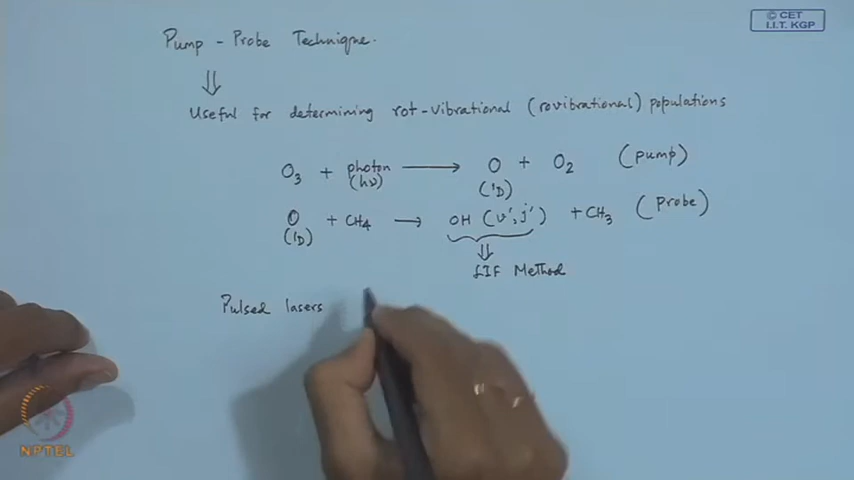 © CET
I.I.T. KGP
Pump - Probe Technique.
⇓
Useful for determining rot-vibrational (rovibrational) populations
O₃ + photon ⟶ O + O₂ (pump)
(hν) (¹D)
O + CH₄ ⟶ OH (v', j') + CH₃ (Probe)
(¹D) ⇓
LIF Method
Pulsed lasers
NPTEL